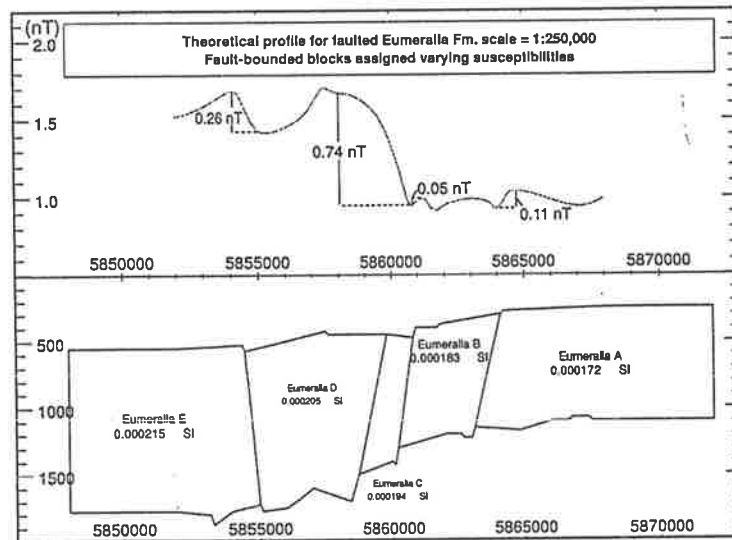 (nT)
Theoretical profile for faulted Eumeralla Fm. scale = 1:250,000
Fault-bounded blocks assigned varying susceptibilities
2.0
1.5
1.0
0.26 nT
0.74 nT
0.05 nT
0.11 nT
5850000 5855000 5860000 5865000 5870000
500
1000
1500
Eumeralla E
0.000215 SI
Eumeralla D
0.000205 SI
Eumeralla C
0.000194 SI
Eumeralla B
0.000183 SI
Eumeralla A
0.000172 SI
5850000 5855000 5860000 5865000 5870000